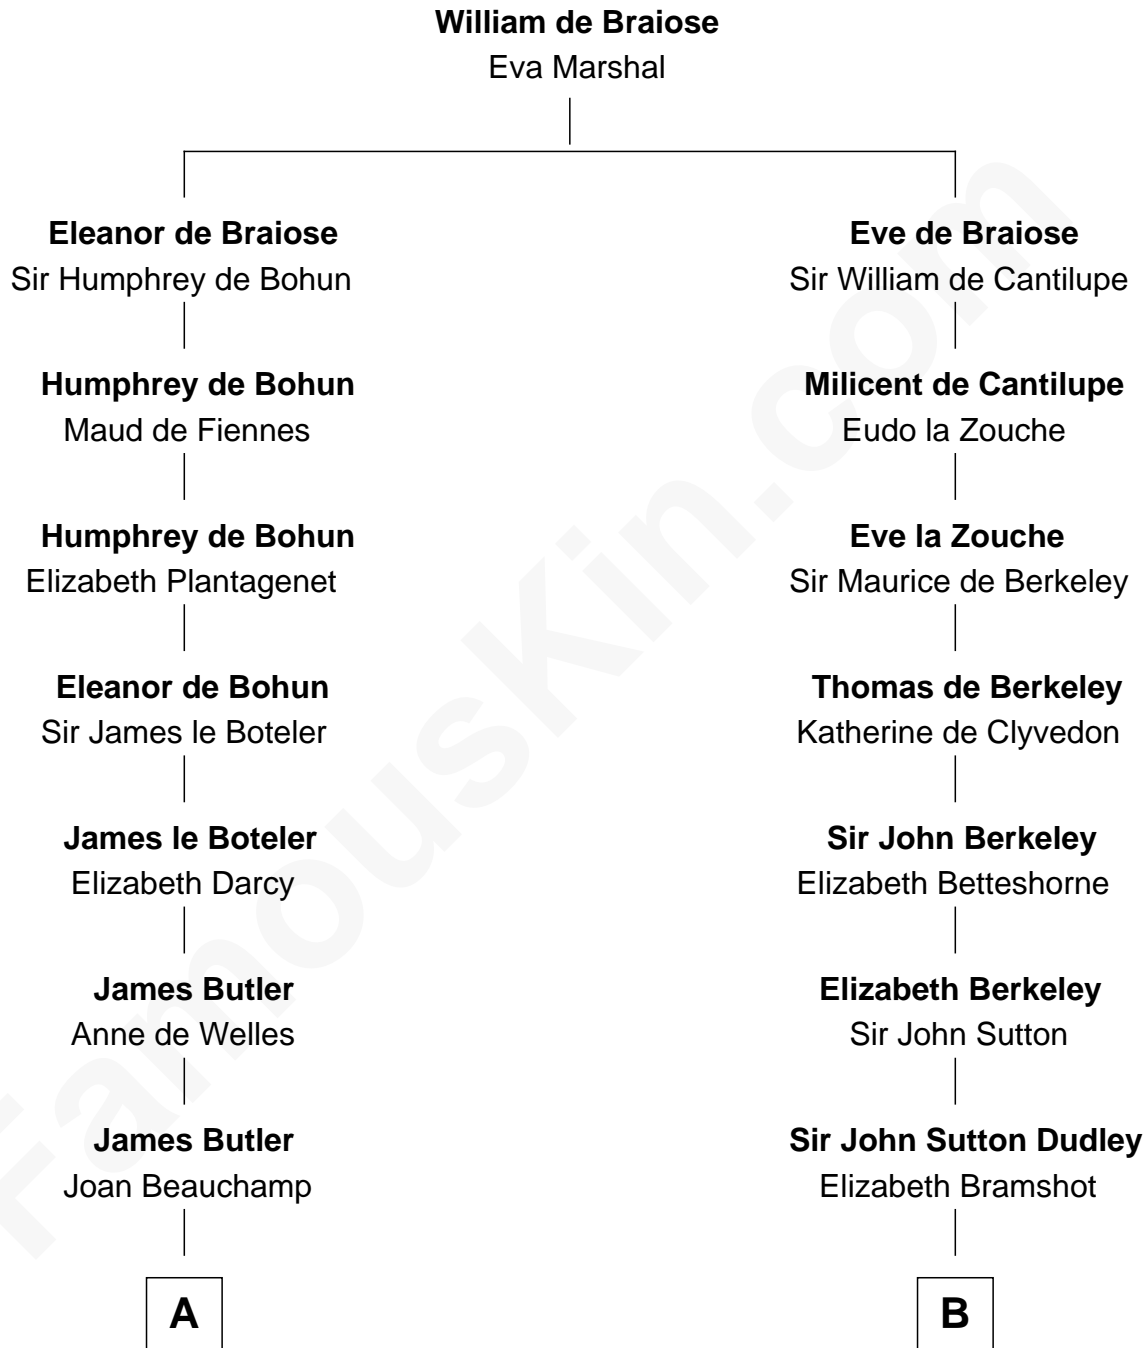 William de Braiose
Eva Marshal
Eleanor de Braiose
Sir Humphrey de Bohun
Eve de Braiose
Sir William de Cantilupe
Humphrey de Bohun
Maud de Fiennes
Milicent de Cantilupe
Eudo la Zouche
Humphrey de Bohun
Elizabeth Plantagenet
Eve la Zouche
Sir Maurice de Berkeley
Eleanor de Bohun
Sir James le Boteler
Thomas de Berkeley
Katherine de Clyvedon
James le Boteler
Elizabeth Darcy
Sir John Berkeley
Elizabeth Betteshorne
James Butler
Anne de Welles
Elizabeth Berkeley
Sir John Sutton
James Butler
Joan Beauchamp
Sir John Sutton Dudley
Elizabeth Bramshot
A
B
FamousKin.com